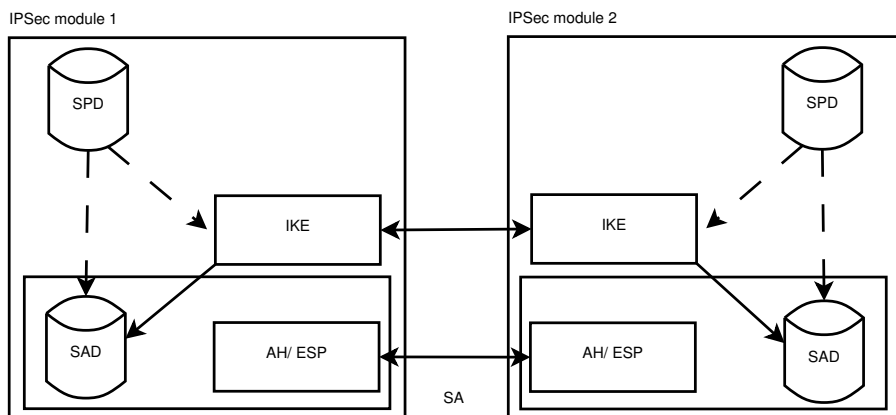 IPSec module 1
IPSec module 2
SPD
SPD
IKE
IKE
SAD
AH/ ESP
AH/ ESP
SAD
SA